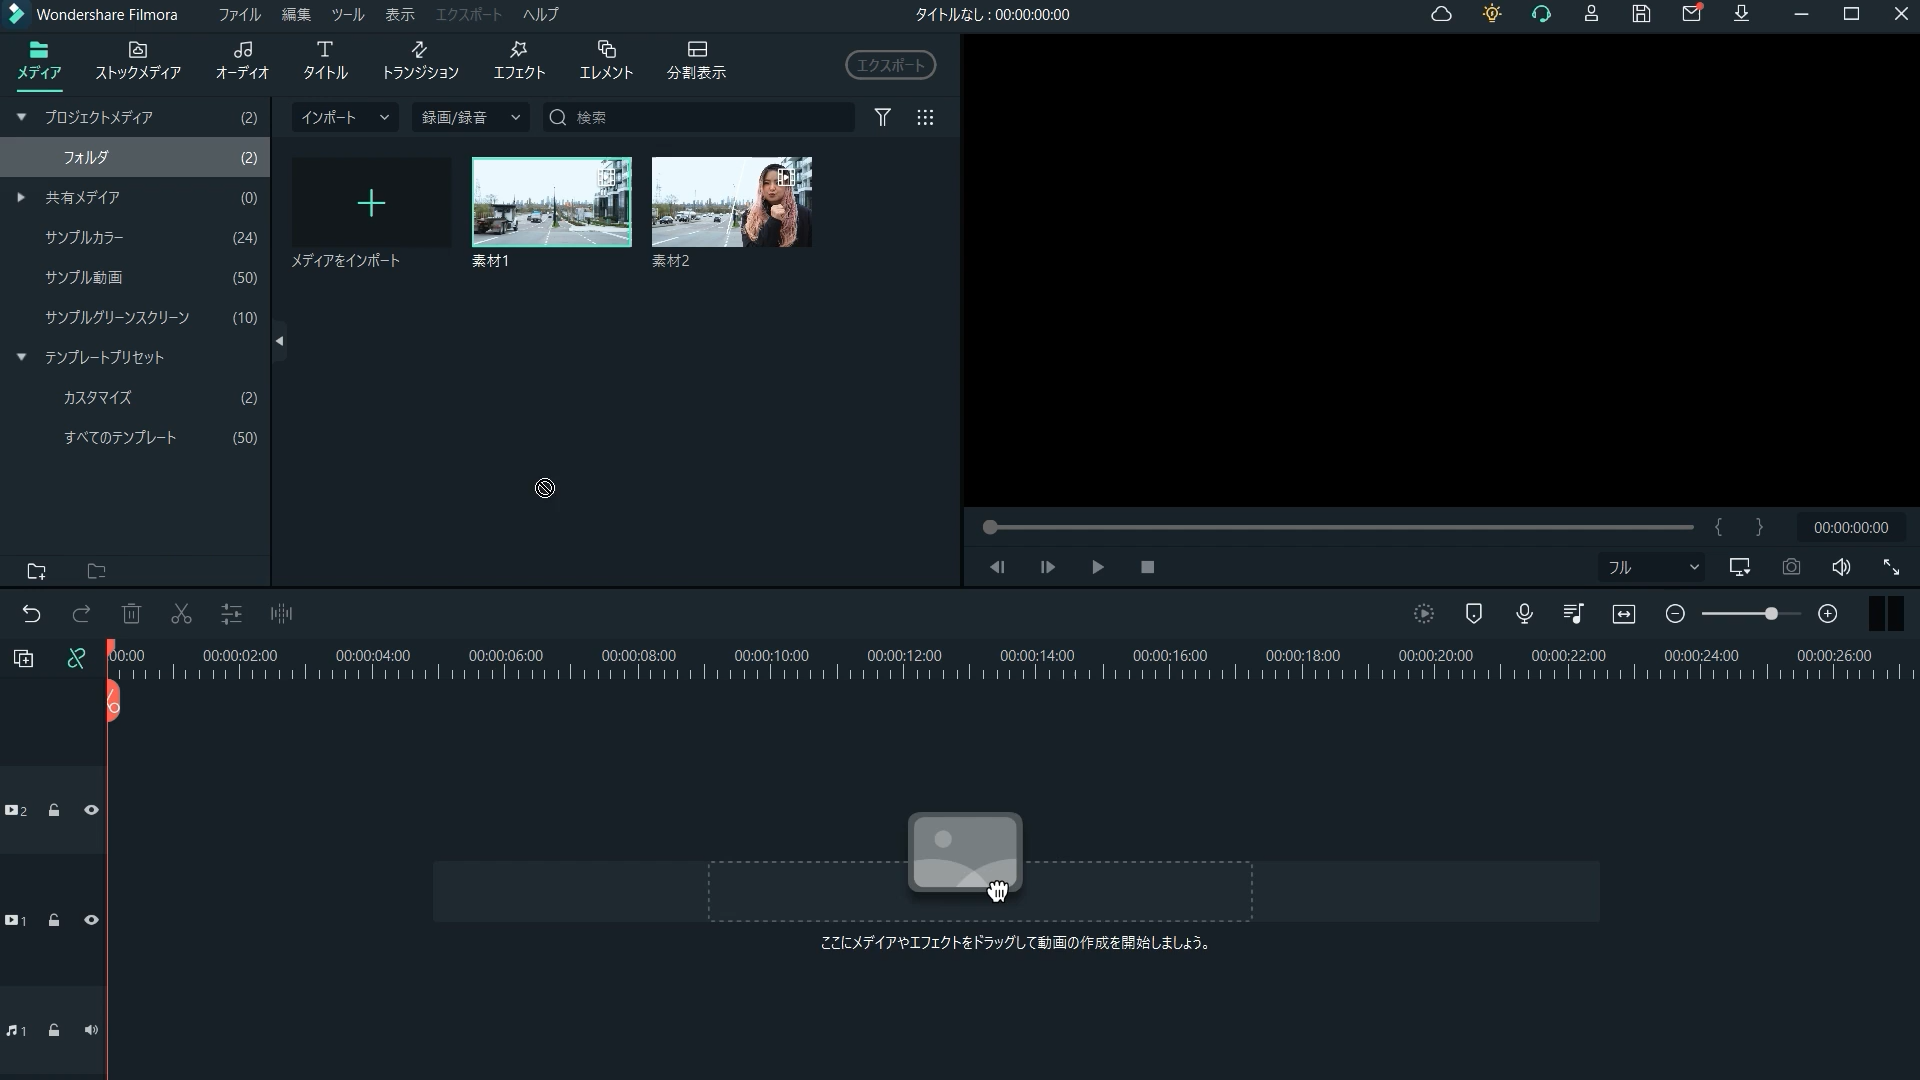 Wondershare Filmora ファイル 編集 ツール 表示 エクスポート ヘルプ タイトルなし : 00:00:00:00
メディア ストックメディア オーディオ タイトル トランジション エフェクト エレメント 分割表示 エクスポート
プロジェクトメディア (2) インポート 録画/録音 検索
フォルダ (2)
共有メディア (0)
サンプルカラー (24)
メディアをインポート 素材1 素材2
サンプル動画 (50)
サンプルグリーンスクリーン (10)
テンプレートプリセット
カスタマイズ (2)
すべてのテンプレート (50)
00:00:00:00
フル
00:00 00:00:02:00 00:00:04:00 00:00:06:00 00:00:08:00 00:00:10:00 00:00:12:00 00:00:14:00 00:00:16:00 00:00:18:00 00:00:20:00 00:00:22:00 00:00:24:00 00:00:26:00
2
1
ここにメディアやエフェクトをドラッグして動画の作成を開始しましょう。
1